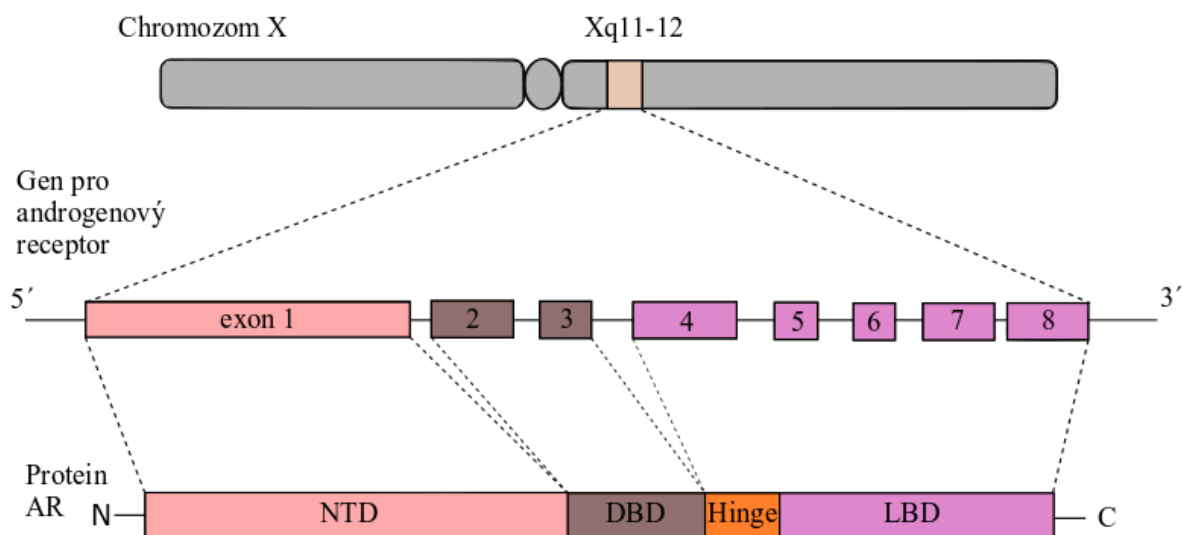 Chromozom X
Xq11-12
Gen pro
androgenový
receptor
5´
3´
exon 1
2
3
4
5
6
7
8
Protein
AR
N
NTD
DBD
Hinge
LBD
C